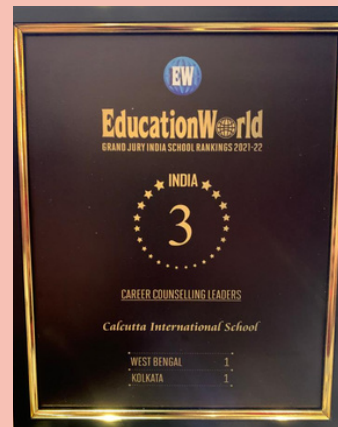 EW
EducationWorld
GRAND JURY INDIA SCHOOL RANKINGS 2021-22
INDIA
3
CAREER COUNSELLING LEADERS
Calcutta International School
WEST BENGAL 1
KOLKATA 1